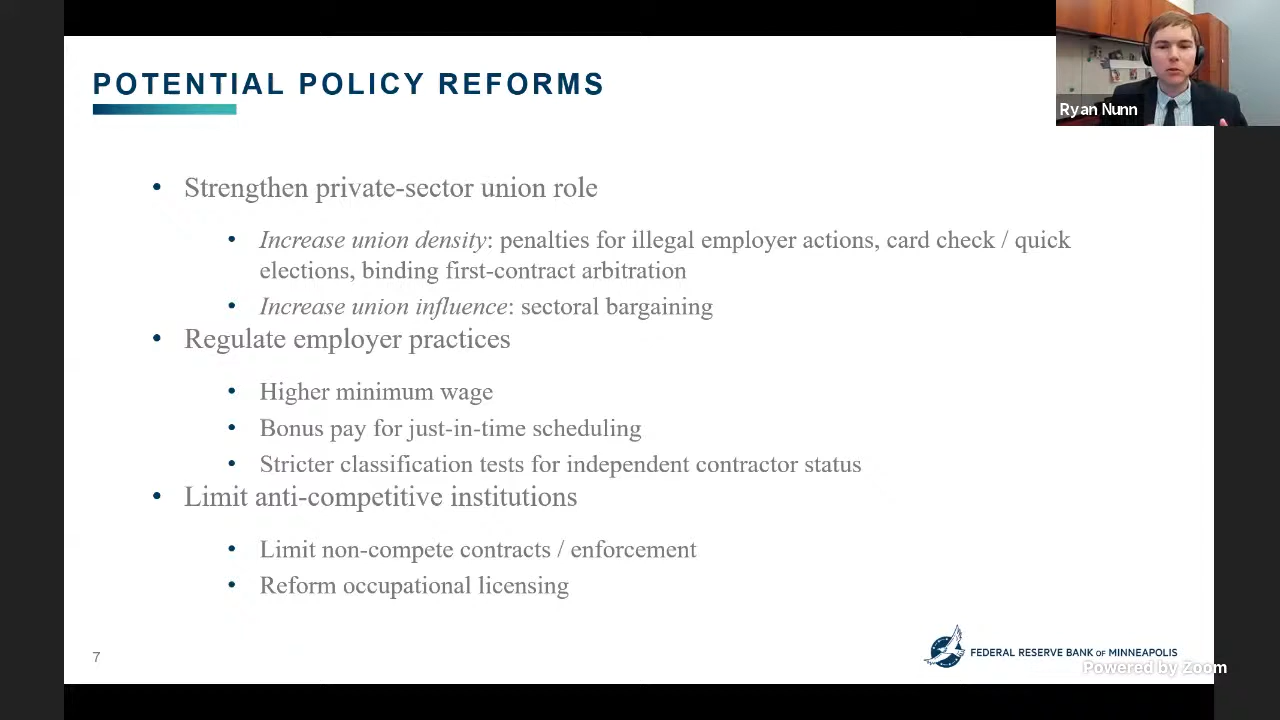 POTENTIAL POLICY REFORMS
Ryan Nunn
• Strengthen private-sector union role
• Increase union density: penalties for illegal employer actions, card check / quick
elections, binding first-contract arbitration
• Increase union influence: sectoral bargaining
• Regulate employer practices
• Higher minimum wage
• Bonus pay for just-in-time scheduling
• Stricter classification tests for independent contractor status
• Limit anti-competitive institutions
• Limit non-compete contracts / enforcement
• Reform occupational licensing
7
FEDERAL RESERVE BANK OF MINNEAPOLIS
Powered by Zoom